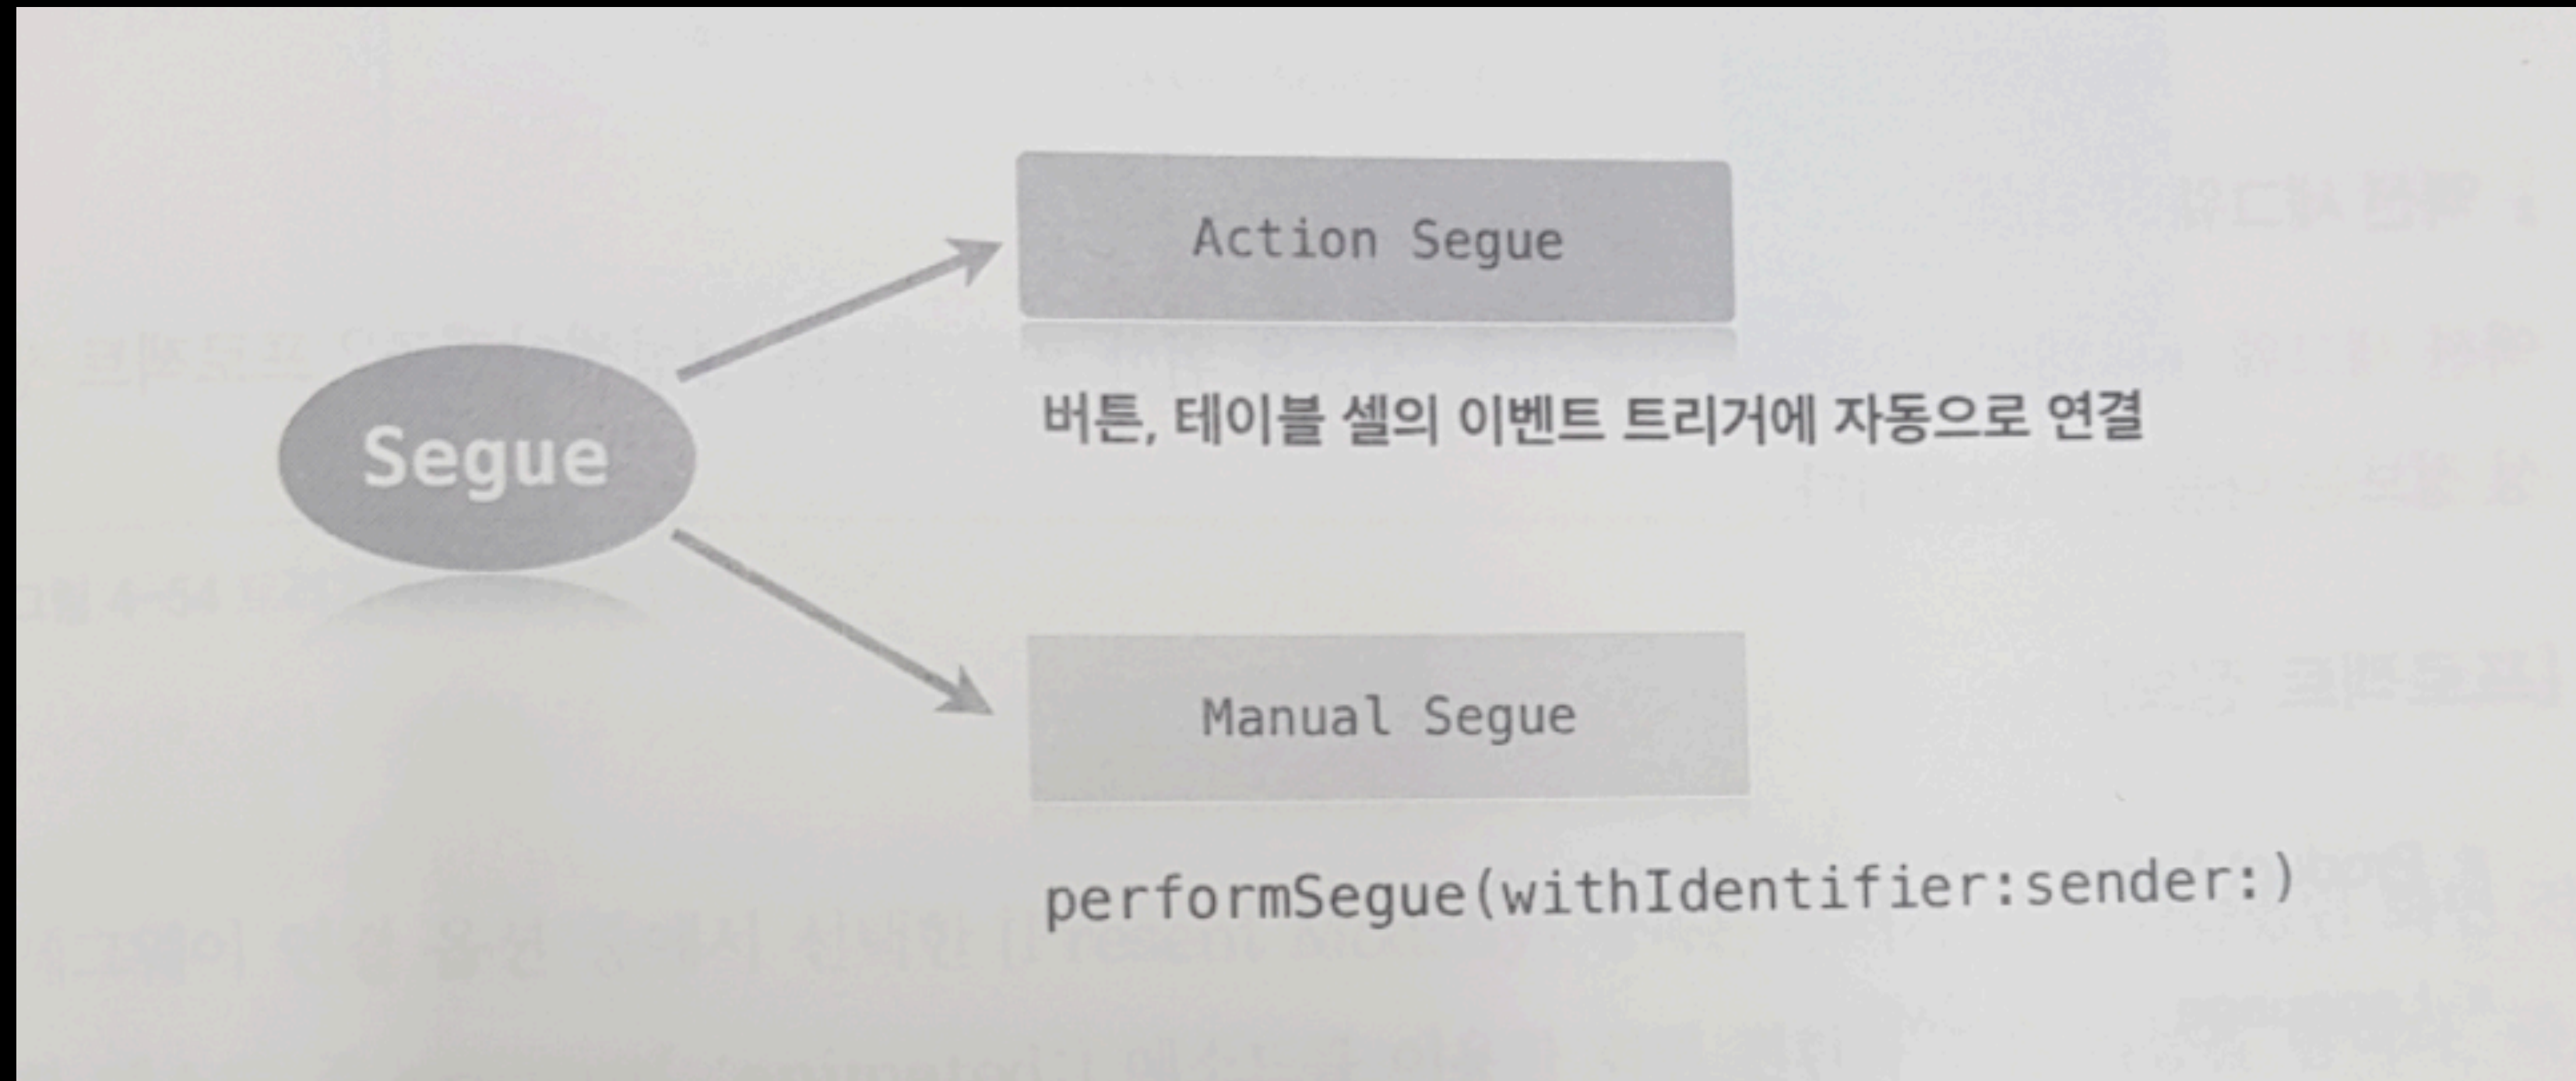 Action Segue
버튼, 테이블 셀의 이벤트 트리거에 자동으로 연결
Segue
Manual Segue
performSegue(withIdentifier:sender:)